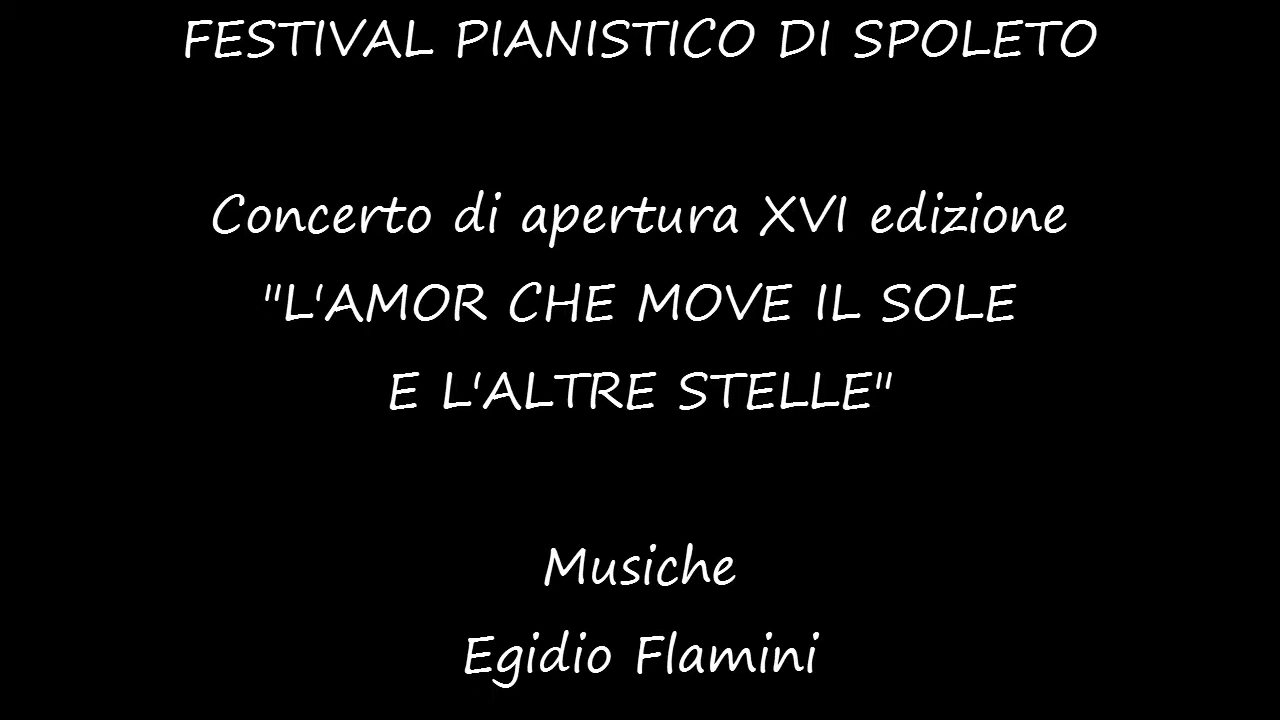 FESTIVAL PIANISTICO DI SPOLETO
Concerto di apertura XVI edizione
"L'AMOR CHE MOVE IL SOLE
E L'ALTRE STELLE"
Musiche
Egidio Flamini